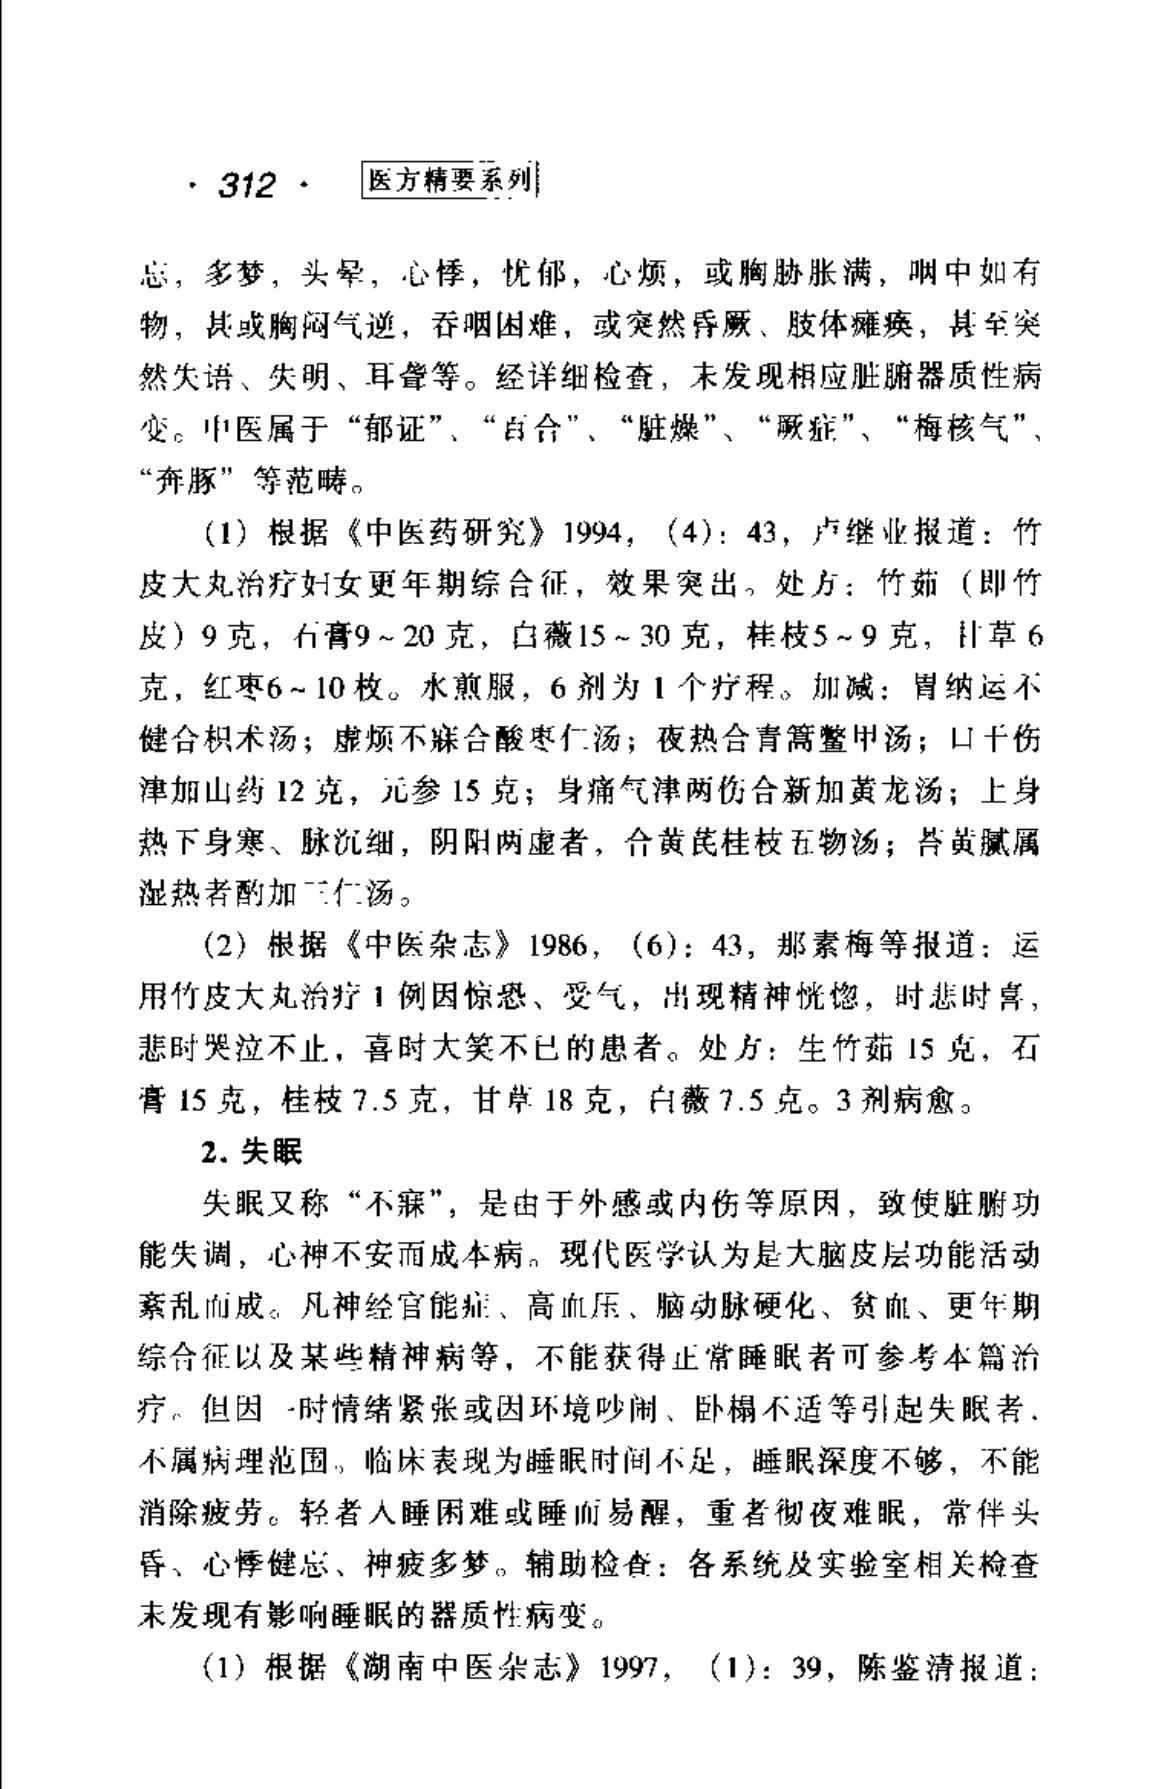 · 312 · 医方精要系列
忘，多梦，头晕，心悸，忧郁，心烦，或胸胁胀满，咽中如有
物，甚或胸闷气逆，吞咽困难，或突然昏厥、肢体瘫痪，甚至突
然失语、失明、耳聋等。经详细检查，未发现相应脏腑器质性病
变。中医属于“郁证”、“百合”、“脏燥”、“厥症”、“梅核气”、
“奔豚”等范畴。
（1）根据《中医药研究》1994，（4）：43，卢继业报道：竹
皮大丸治疗妇女更年期综合征，效果突出。处方：竹茹（即竹
皮）9 克，石膏9～20 克，白薇15～30 克，桂枝5～9 克，甘草 6
克，红枣6～10 枚。水煎服，6 剂为 1 个疗程。加减：胃纳运不
健合枳术汤；虚烦不寐合酸枣仁汤；夜热合青蒿鳖甲汤；口干伤
津加山药 12 克，元参 15 克；身痛气津两伤合新加黄龙汤；上身
热下身寒、脉沉细，阴阳两虚者，合黄芪桂枝五物汤；苔黄腻属
湿热者酌加三仁汤。
（2）根据《中医杂志》1986，（6）：43，那素梅等报道：运
用竹皮大丸治疗 1 例因惊恐、受气，出现精神恍惚，时悲时喜，
悲时哭泣不止，喜时大笑不已的患者。处方：生竹茹 15 克，石
膏 15 克，桂枝 7.5 克，甘草 18 克，白薇 7.5 克。3 剂病愈。
2. 失眠
失眠又称“不寐”，是由于外感或内伤等原因，致使脏腑功
能失调，心神不安而成本病。现代医学认为是大脑皮层功能活动
紊乱而成。凡神经官能症、高血压、脑动脉硬化、贫血、更年期
综合征以及某些精神病等，不能获得正常睡眠者可参考本篇治
疗。但因一时情绪紧张或因环境吵闹、卧榻不适等引起失眠者，
不属病理范围。临床表现为睡眠时间不足，睡眠深度不够，不能
消除疲劳。轻者入睡困难或睡而易醒，重者彻夜难眠，常伴头
昏、心悸健忘、神疲多梦。辅助检查：各系统及实验室相关检查
未发现有影响睡眠的器质性病变。
（1）根据《湖南中医杂志》1997，（1）：39，陈鉴清报道：